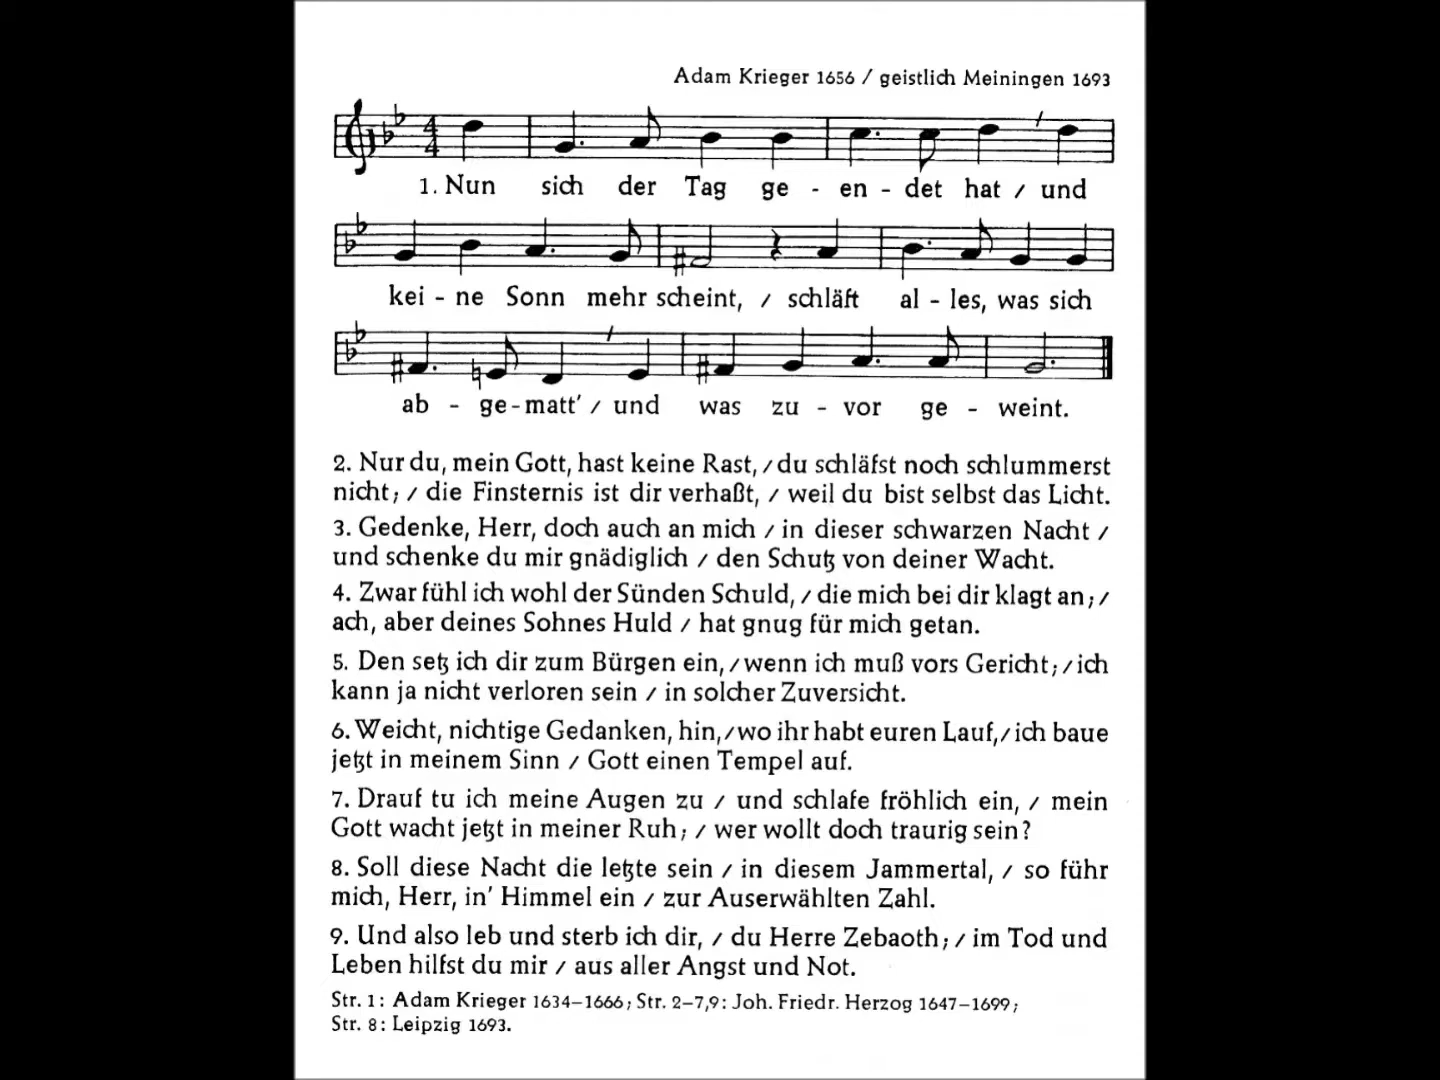 Adam Krieger 1656 / geistlich Meiningen 1693
1. Nun sich der Tag ge - en - det hat / und
kei - ne Sonn mehr scheint, / schläft al - les, was sich
ab - ge - matt' / und was zu - vor ge - weint.
2. Nur du, mein Gott, hast keine Rast, / du schläfst noch schlummerst
nicht; / die Finsternis ist dir verhaßt, / weil du bist selbst das Licht.
3. Gedenke, Herr, doch auch an mich / in dieser schwarzen Nacht /
und schenke du mir gnädiglich / den Schutz von deiner Wacht.
4. Zwar fühl ich wohl der Sünden Schuld, / die mich bei dir klagt an; /
ach, aber deines Sohnes Huld / hat gnug für mich getan.
5. Den setz ich dir zum Bürgen ein, / wenn ich muß vors Gericht; / ich
kann ja nicht verloren sein / in solcher Zuversicht.
6. Weicht, nichtige Gedanken, hin, / wo ihr habt euren Lauf, / ich baue
jetzt in meinem Sinn / Gott einen Tempel auf.
7. Drauf tu ich meine Augen zu / und schlafe fröhlich ein, / mein
Gott wacht jetzt in meiner Ruh; / wer wollt doch traurig sein?
8. Soll diese Nacht die letzte sein / in diesem Jammertal, / so führ
mich, Herr, in' Himmel ein / zur Auserwählten Zahl.
9. Und also leb und sterb ich dir, / du Herre Zebaoth; / im Tod und
Leben hilfst du mir / aus aller Angst und Not.
Str. 1: Adam Krieger 1634–1666; Str. 2–7,9: Joh. Friedr. Herzog 1647–1699;
Str. 8: Leipzig 1693.